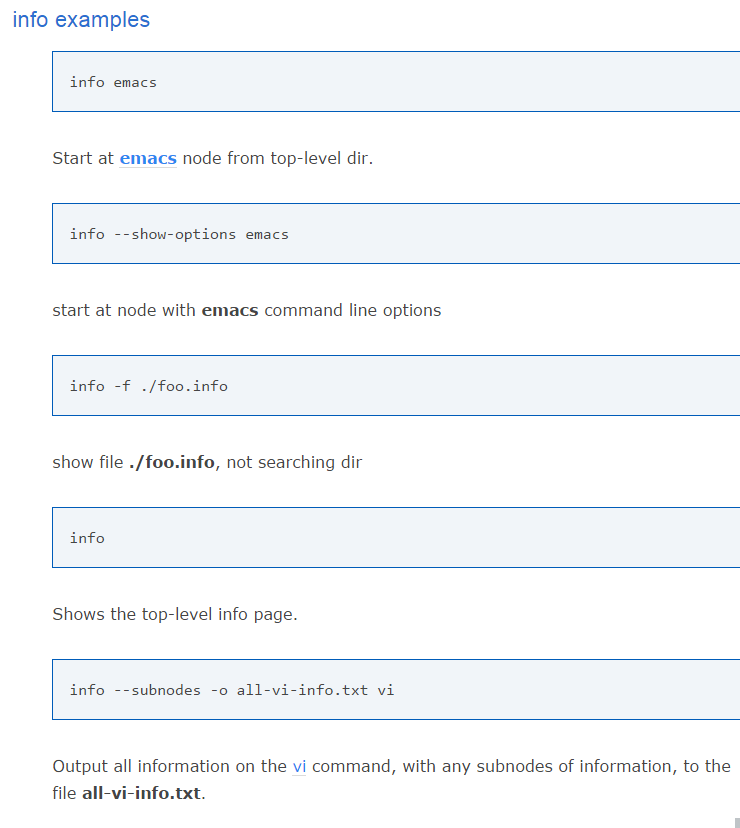 info examples
info emacs
Start at emacs node from top-level dir.
info --show-options emacs
start at node with emacs command line options
info -f ./foo.info
show file ./foo.info, not searching dir
info
Shows the top-level info page.
info --subnodes -o all-vi-info.txt vi
Output all information on the vi command, with any subnodes of information, to the
file all-vi-info.txt.